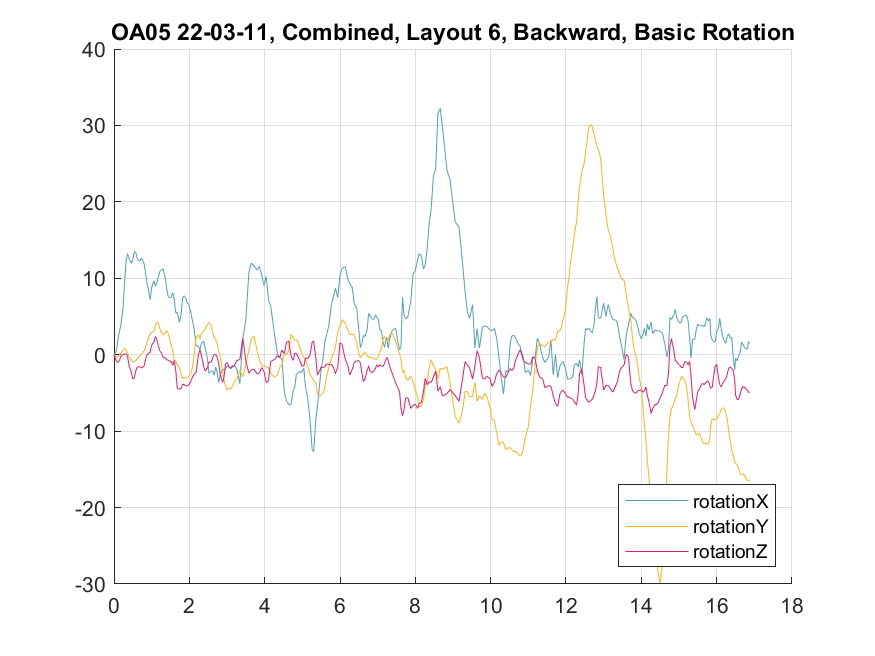 OA05 22-03-11, Combined, Layout 6, Backward, Basic Rotation
40
30
20
10
0
-10
-20
-30
0 2 4 6 8 10 12 14 16 18
rotationX
rotationY
rotationZ